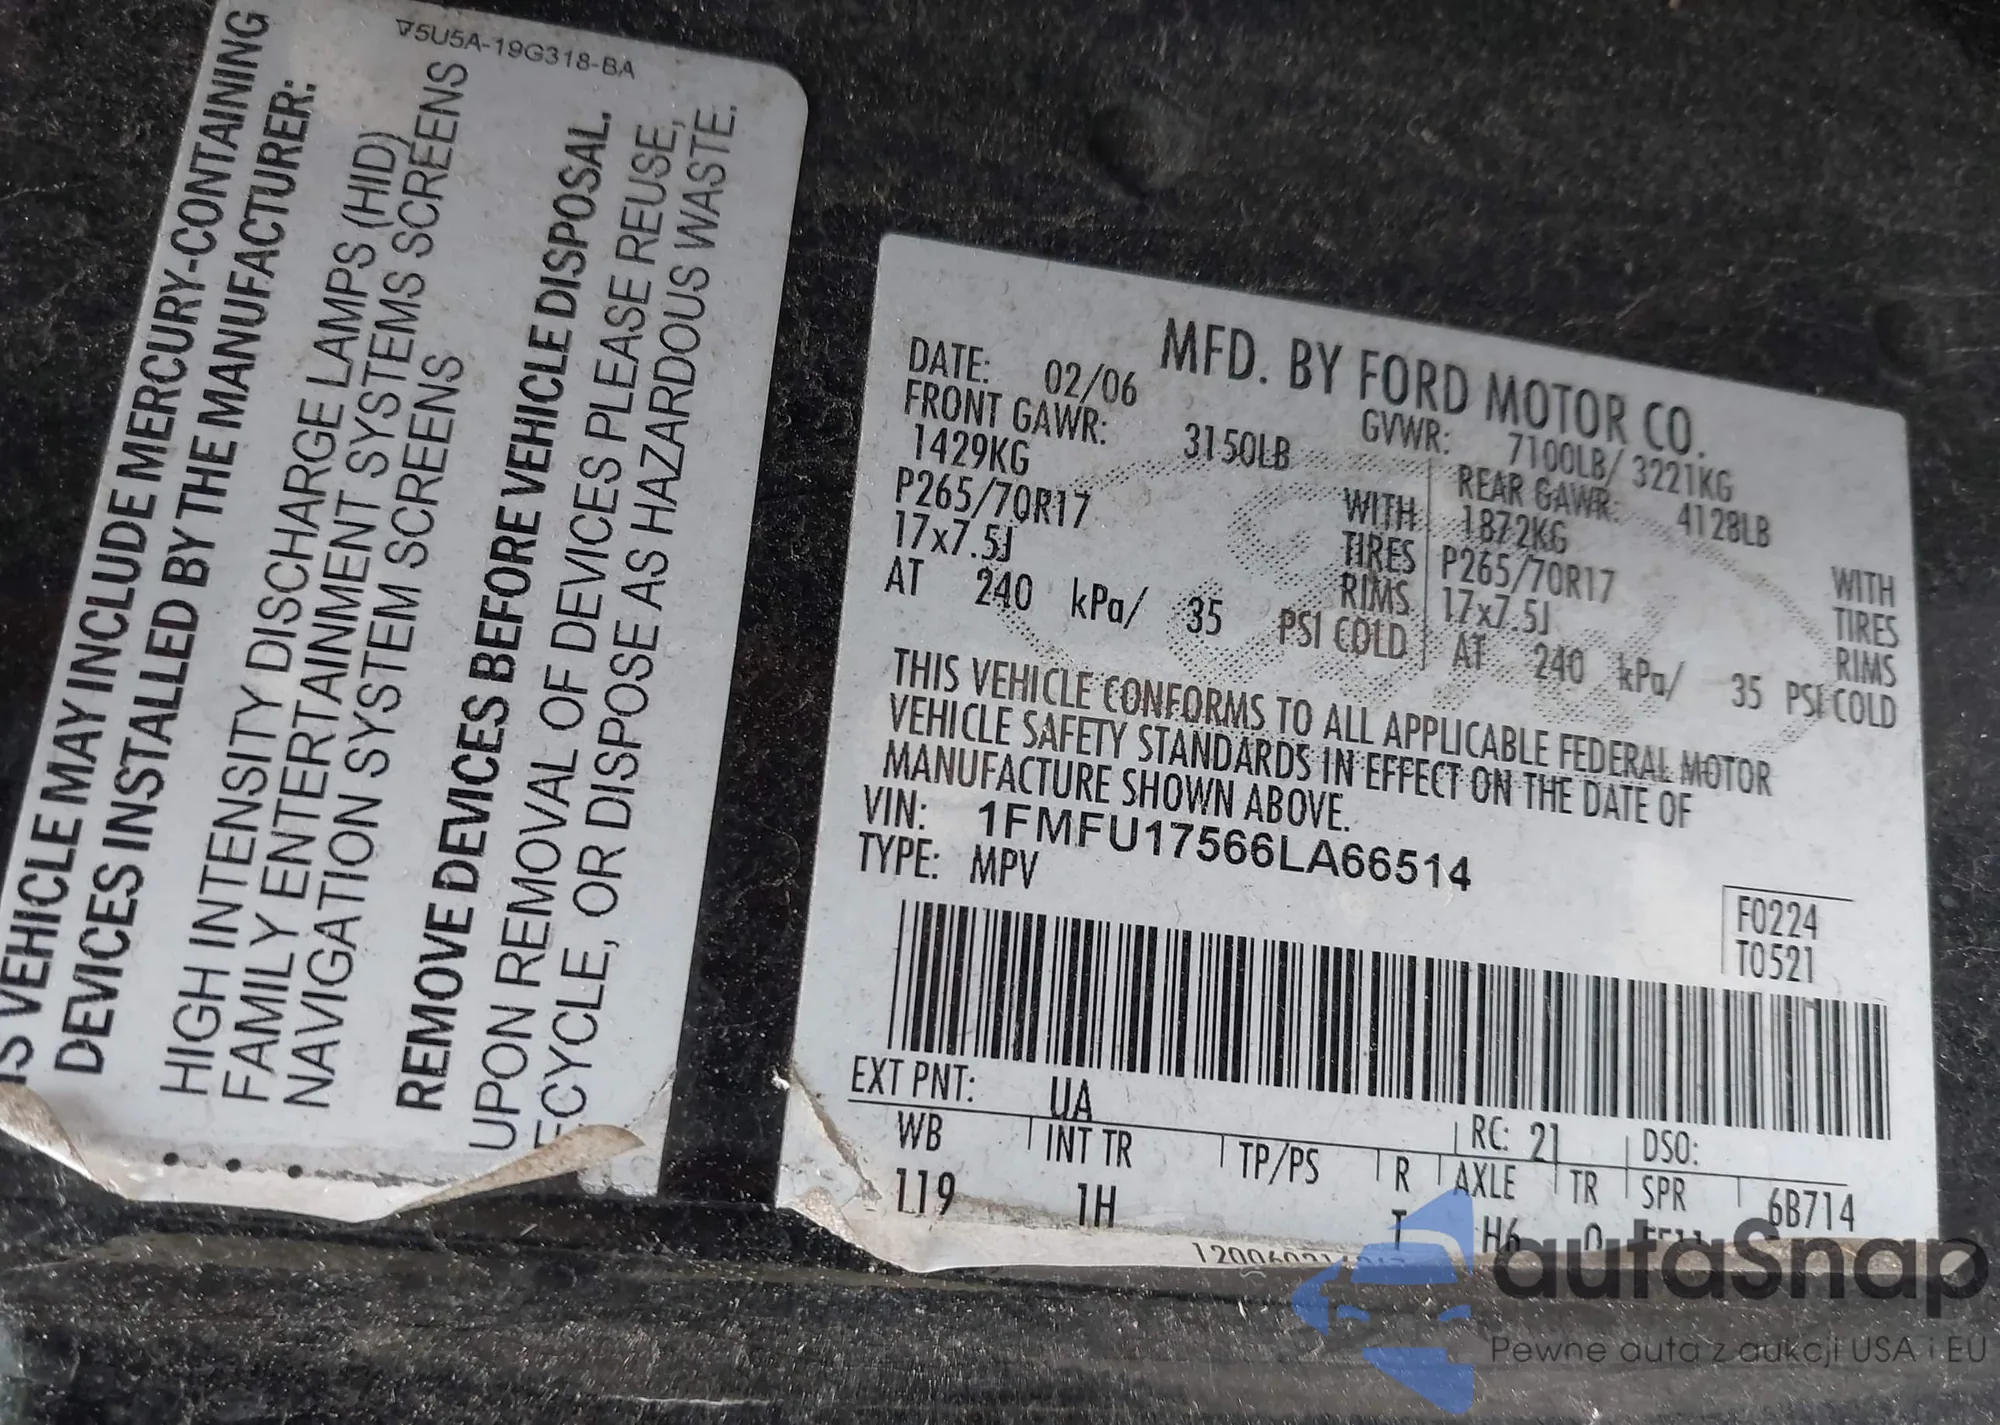 ▽5U5A-19G318-BA
VEHICLE MAY INCLUDE MERCURY-CONTAINING
DEVICES INSTALLED BY THE MANUFACTURER:
HIGH INTENSITY DISCHARGE LAMPS (HID)
FAMILY ENTERTAINMENT SYSTEMS SCREENS
NAVIGATION SYSTEM SCREENS
REMOVE DEVICES BEFORE VEHICLE DISPOSAL.
UPON REMOVAL OF DEVICES PLEASE REUSE,
ECYCLE, OR DISPOSE AS HAZARDOUS WASTE.
MFD. BY FORD MOTOR CO.
DATE: 02/06 GVWR: 7100LB/ 3221KG
FRONT GAWR: 3150LB REAR GAWR: 4128LB
1429KG WITH 1872KG WITH
P265/70R17 TIRES P265/70R17 TIRES
17x7.5J RIMS 17x7.5J RIMS
AT 240 kPa/ 35 PSI COLD AT 240 kPa/ 35 PSI COLD
THIS VEHICLE CONFORMS TO ALL APPLICABLE FEDERAL MOTOR
VEHICLE SAFETY STANDARDS IN EFFECT ON THE DATE OF
MANUFACTURE SHOWN ABOVE.
VIN: 1FMFU17566LA66514
TYPE: MPV
F0224
T0521
EXT PNT: UA RC: 21 DSO:
WB INT TR TP/PS R AXLE TR SPR 6B714
119 1H T H6
autaSnap
Pewne auta z aukcji USA i EU